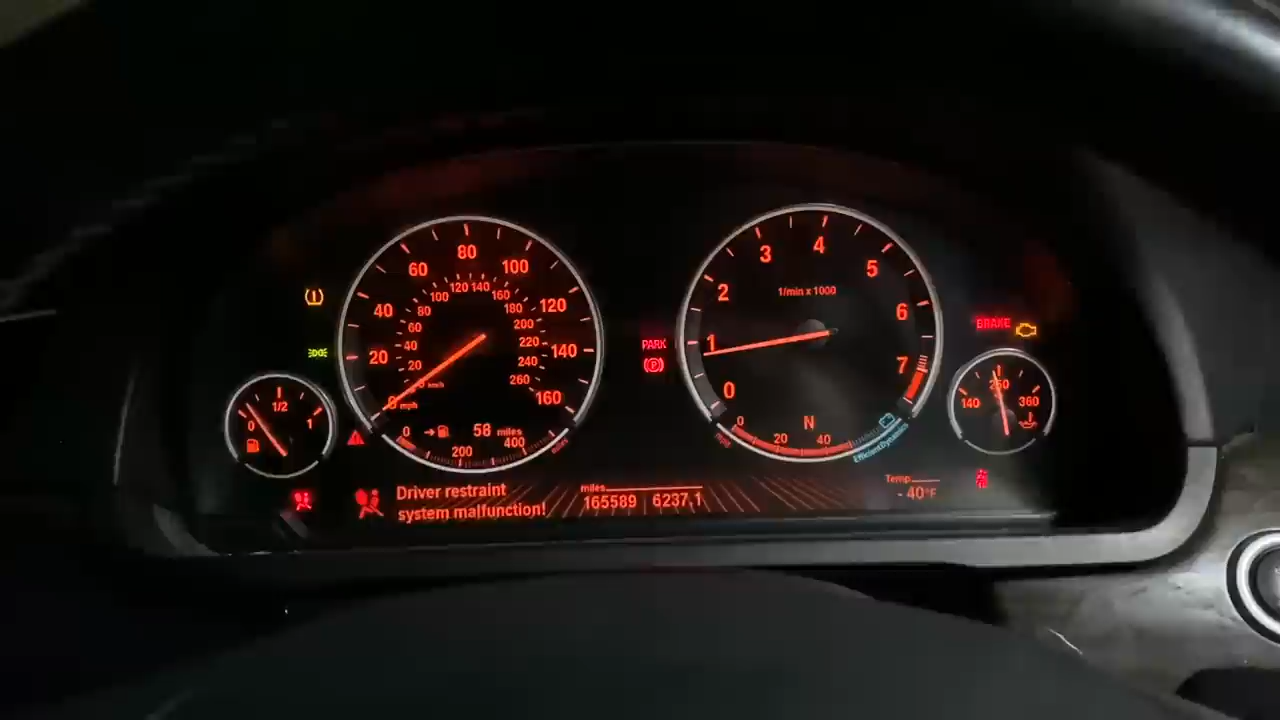 80
60
100
40
120
20
140
0
160
mph
120 140
100
160
80
180
60
200
40
220
20
240
0 km/h
260
0
58 miles
200
400
miles
1/2
0
1
Driver restraint
system malfunction!
miles
165589
6237,1
PARK
P
4
3
5
2
6
1
7
0
1/min x 1000
N
0
20
40
mpg
EfficientDynamics
BRAKE
250
140
360
Temp
- 40°F